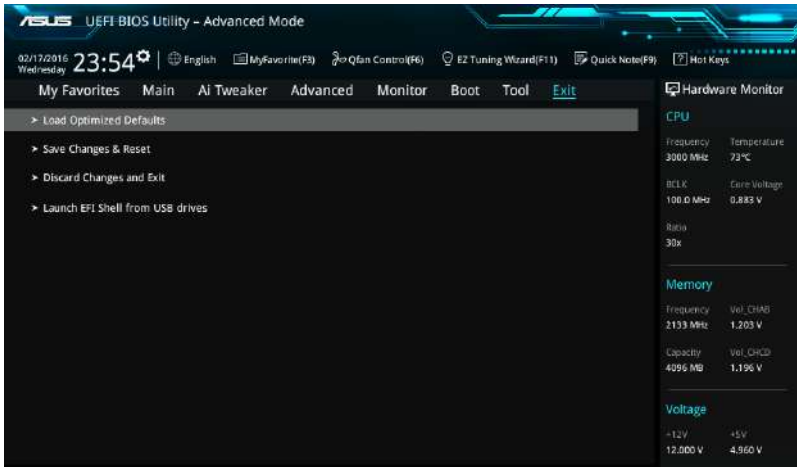 ASUS UEFI BIOS Utility – Advanced Mode
02/17/2016 Wednesday 23:54 English MyFavorite(F3) Qfan Control(F6) EZ Tuning Wizard(F11) Quick Note(F9) ? Hot Keys
My Favorites Main Ai Tweaker Advanced Monitor Boot Tool Exit Hardware Monitor
> Load Optimized Defaults
> Save Changes & Reset
> Discard Changes and Exit
> Launch EFI Shell from USB drives
CPU
Frequency Temperature
3000 MHz 73°C
BCLK Core Voltage
100.0 MHz 0.883 V
Ratio
30x
Memory
Frequency Vol_CHAB
2133 MHz 1.203 V
Capacity Vol_CHCD
4096 MB 1.196 V
Voltage
+12V +5V
12.000 V 4.960 V